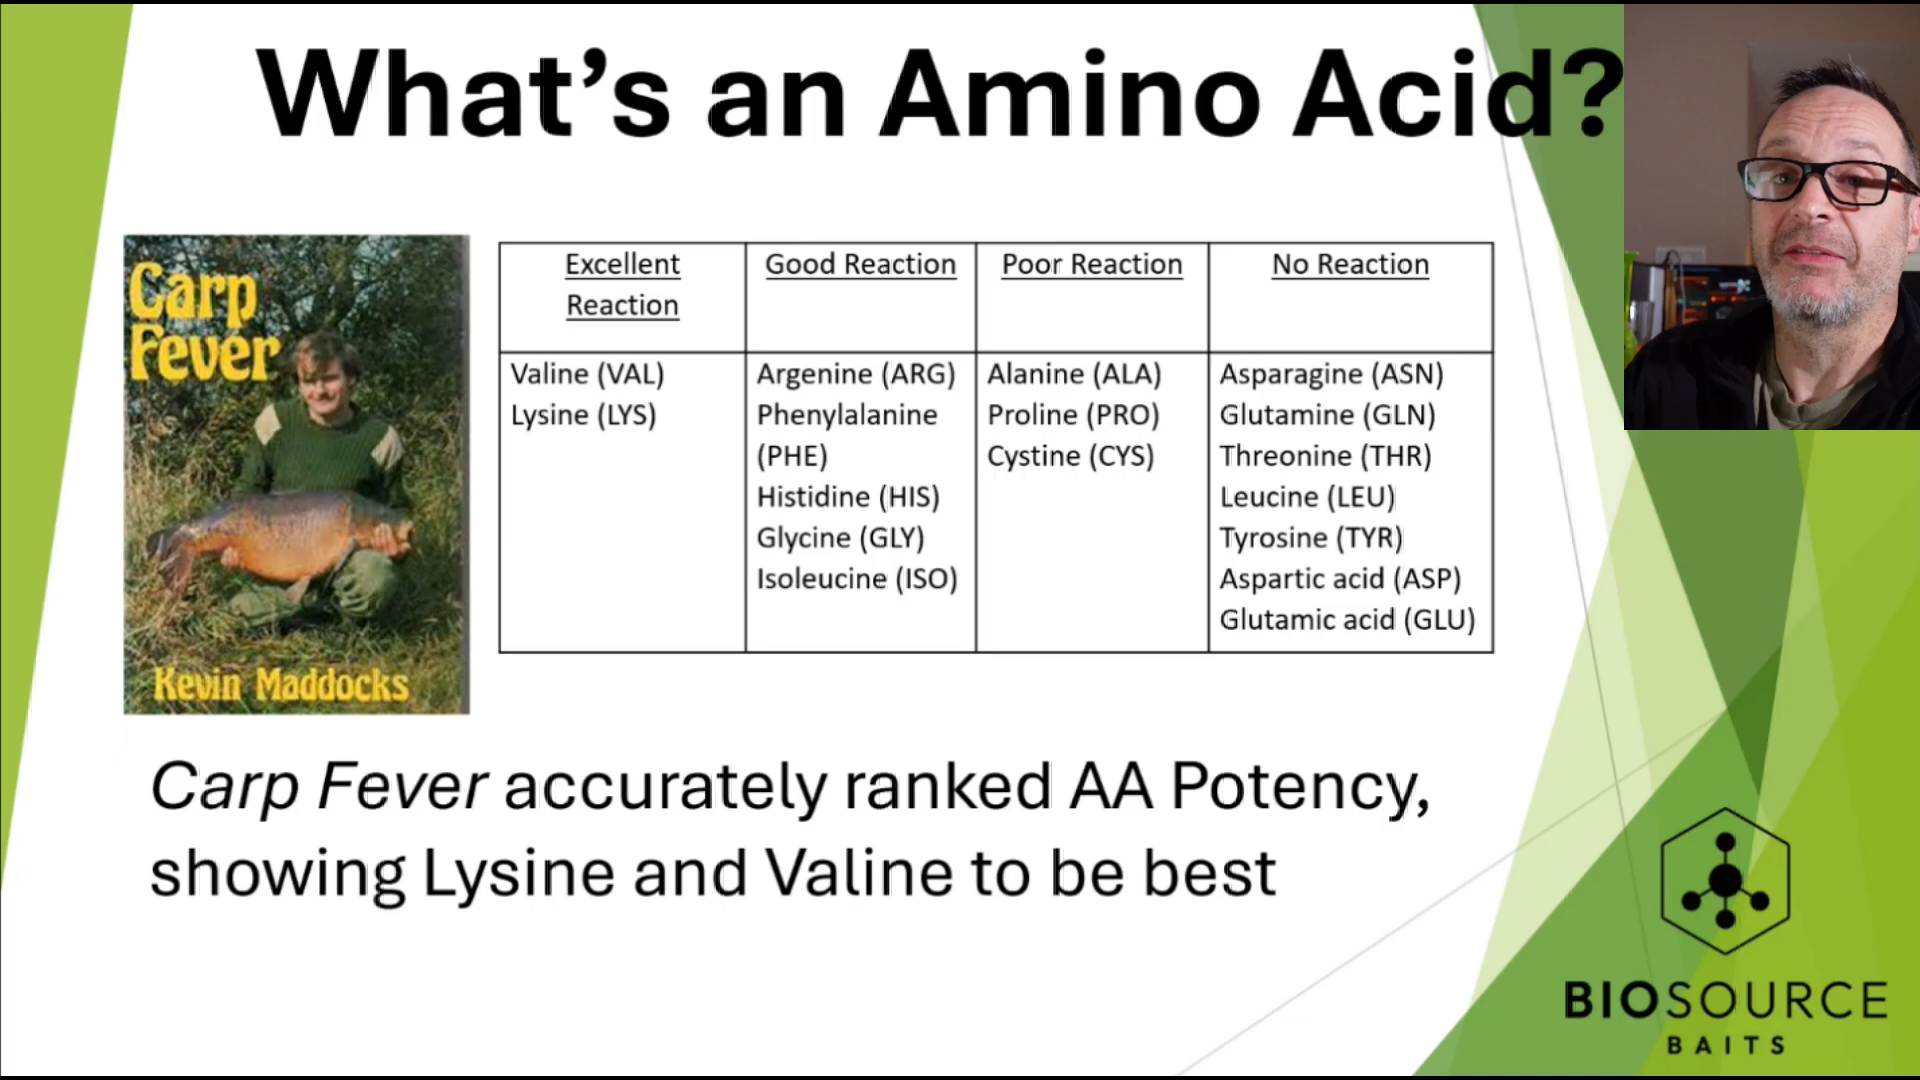 What's an Amino Acid?
Carp
Fever
Kevin Maddocks
Excellent
Reaction
Good Reaction
Poor Reaction
No Reaction
Valine (VAL)
Lysine (LYS)
Argenine (ARG)
Phenylalanine
(PHE)
Histidine (HIS)
Glycine (GLY)
Isoleucine (ISO)
Alanine (ALA)
Proline (PRO)
Cystine (CYS)
Asparagine (ASN)
Glutamine (GLN)
Threonine (THR)
Leucine (LEU)
Tyrosine (TYR)
Aspartic acid (ASP)
Glutamic acid (GLU)
Carp Fever accurately ranked AA Potency,
showing Lysine and Valine to be best
BIOSOURCE
BAITS